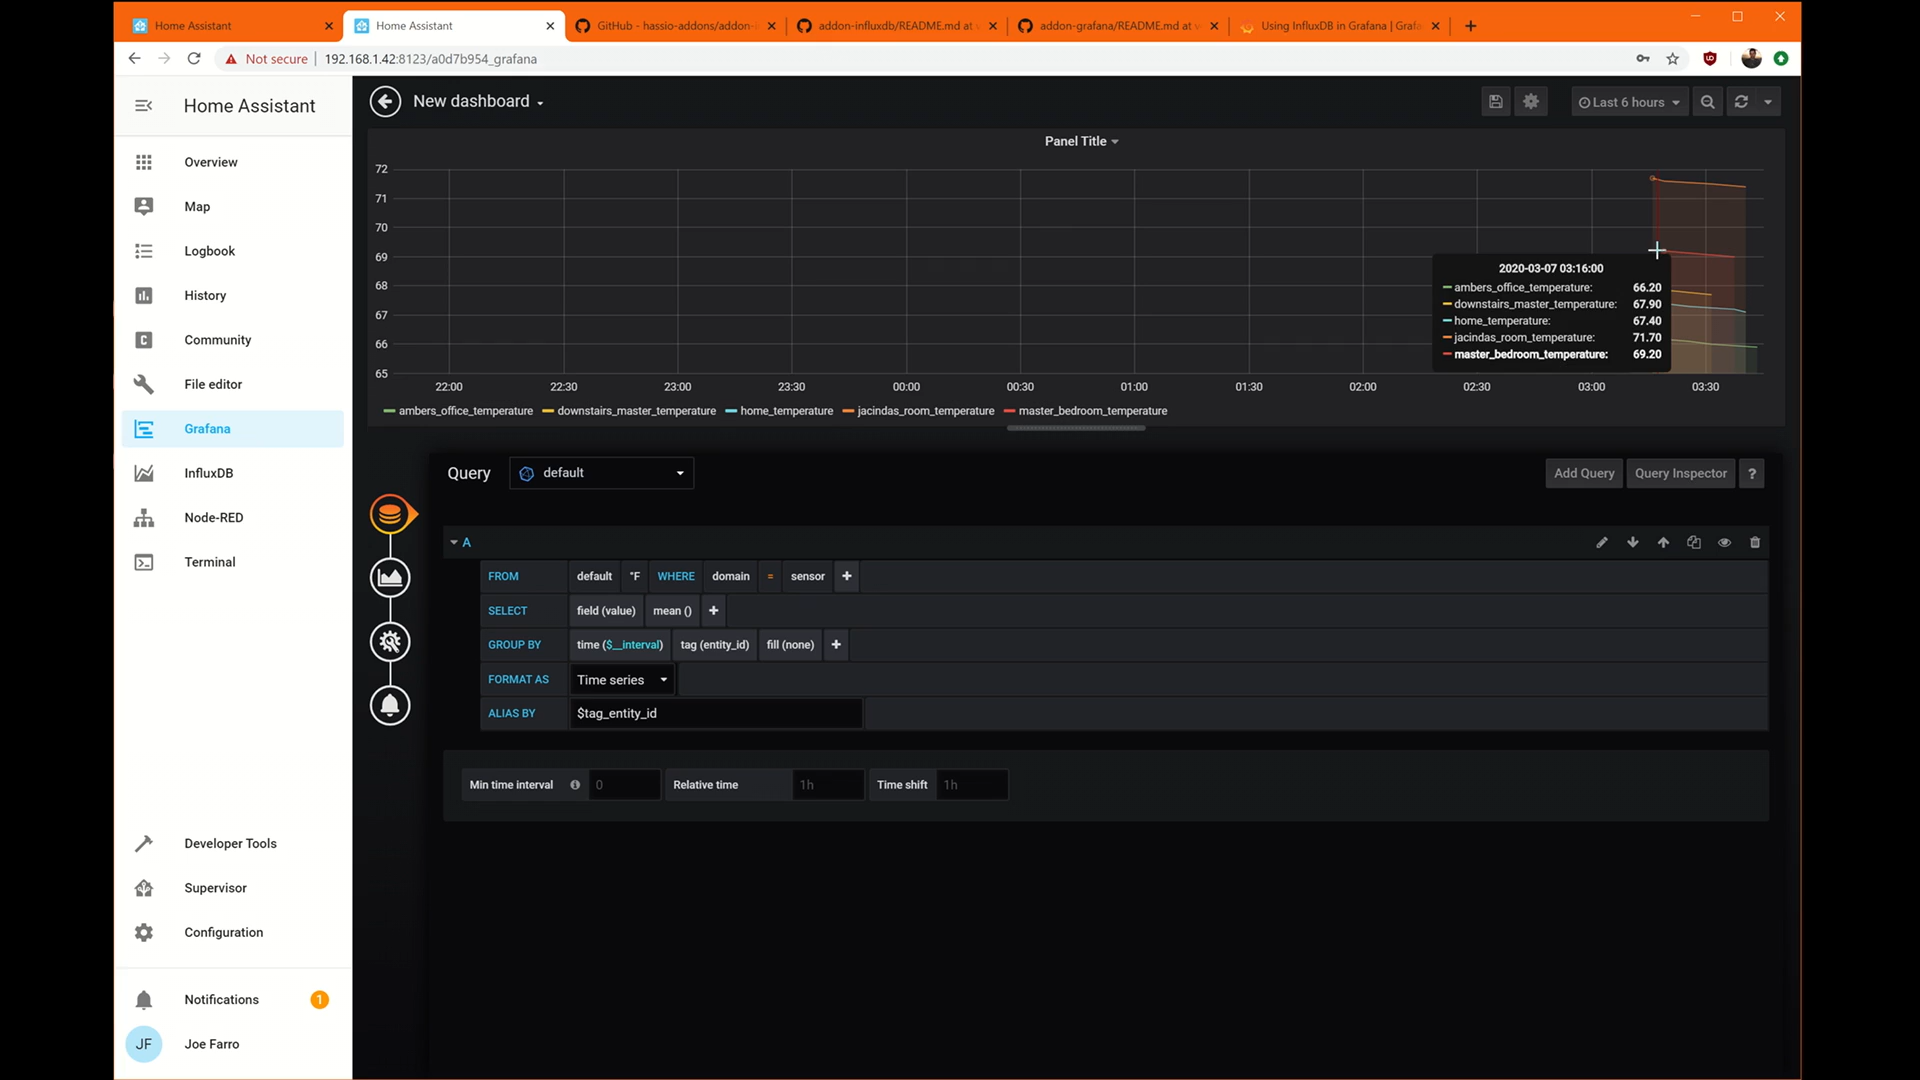 Home Assistant
Home Assistant
GitHub - hassio-addons/addon-
addon-influxdb/README.md at
addon-grafana/README.md at
Using InfluxDB in Grafana | Grafa
Not secure
192.168.1.42:8123/a0d7b954_grafana
Home Assistant
Overview
Map
Logbook
History
Community
File editor
Grafana
InfluxDB
Node-RED
Terminal
Developer Tools
Supervisor
Configuration
Notifications 1
JF Joe Farro
New dashboard
Last 6 hours
Panel Title
72
71
70
69
68
67
66
65
22:00 22:30 23:00 23:30 00:00 00:30 01:00 01:30 02:00 02:30 03:00 03:30
2020-03-07 03:16:00
ambers_office_temperature: 66.20
downstairs_master_temperature: 67.90
home_temperature: 67.40
jacindas_room_temperature: 71.70
master_bedroom_temperature: 69.20
ambers_office_temperature downstairs_master_temperature home_temperature jacindas_room_temperature master_bedroom_temperature
Query default Add Query Query Inspector ?
A
FROM default °F WHERE domain = sensor +
SELECT field (value) mean () +
GROUP BY time ($__interval) tag (entity_id) fill (none) +
FORMAT AS Time series
ALIAS BY $tag_entity_id
Min time interval 0 Relative time 1h Time shift 1h